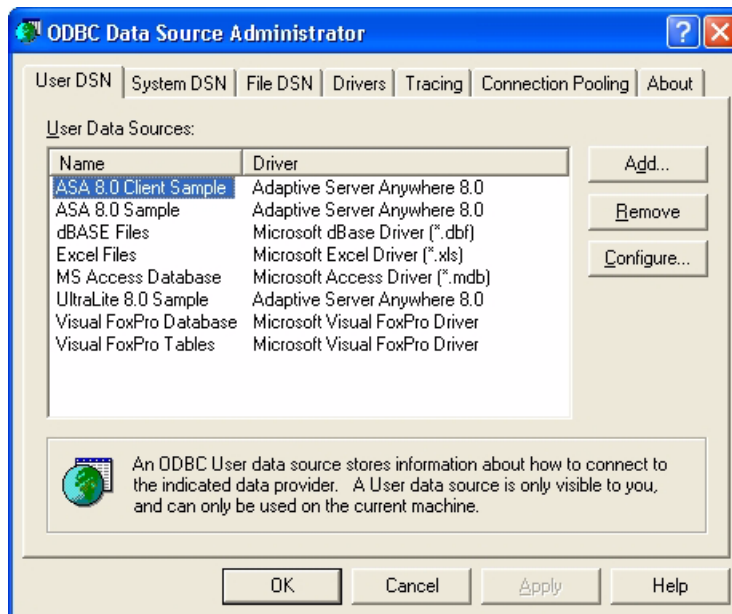 ODBC Data Source Administrator
User DSN System DSN File DSN Drivers Tracing Connection Pooling About
User Data Sources:
Name Driver
ASA 8.0 Client Sample Adaptive Server Anywhere 8.0
ASA 8.0 Sample Adaptive Server Anywhere 8.0
dBASE Files Microsoft dBase Driver (*.dbf)
Excel Files Microsoft Excel Driver (*.xls)
MS Access Database Microsoft Access Driver (*.mdb)
UltraLite 8.0 Sample Adaptive Server Anywhere 8.0
Visual FoxPro Database Microsoft Visual FoxPro Driver
Visual FoxPro Tables Microsoft Visual FoxPro Driver
Add...
Remove
Configure...
An ODBC User data source stores information about how to connect to
the indicated data provider. A User data source is only visible to you,
and can only be used on the current machine.
OK Cancel Apply Help